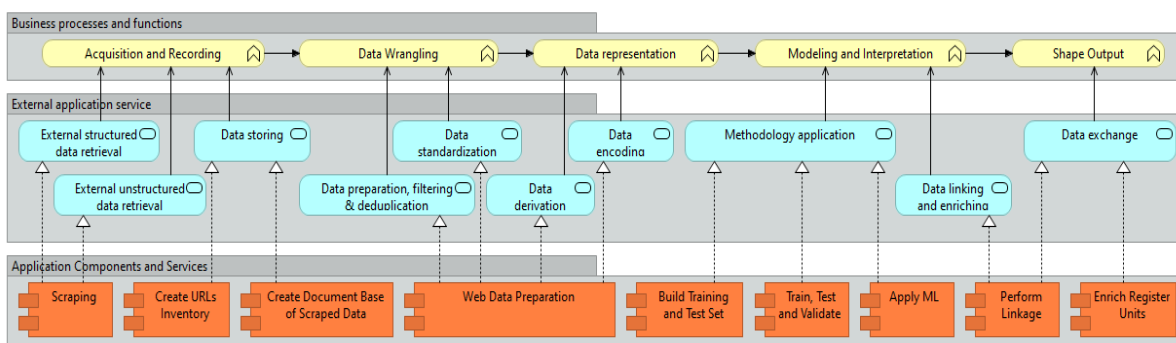 Business processes and functions
Acquisition and Recording
Data Wrangling
Data representation
Modeling and Interpretation
Shape Output
External application service
External structured
data retrieval
Data storing
Data
standardization
Data
encoding
Methodology application
Data exchange
External unstructured
data retrieval
Data preparation, filtering
& deduplication
Data
derivation
Data linking
and enriching
Application Components and Services
Scraping
Create URLs
Inventory
Create Document Base
of Scraped Data
Web Data Preparation
Build Training
and Test Set
Train, Test
and Validate
Apply ML
Perform
Linkage
Enrich Register
Units